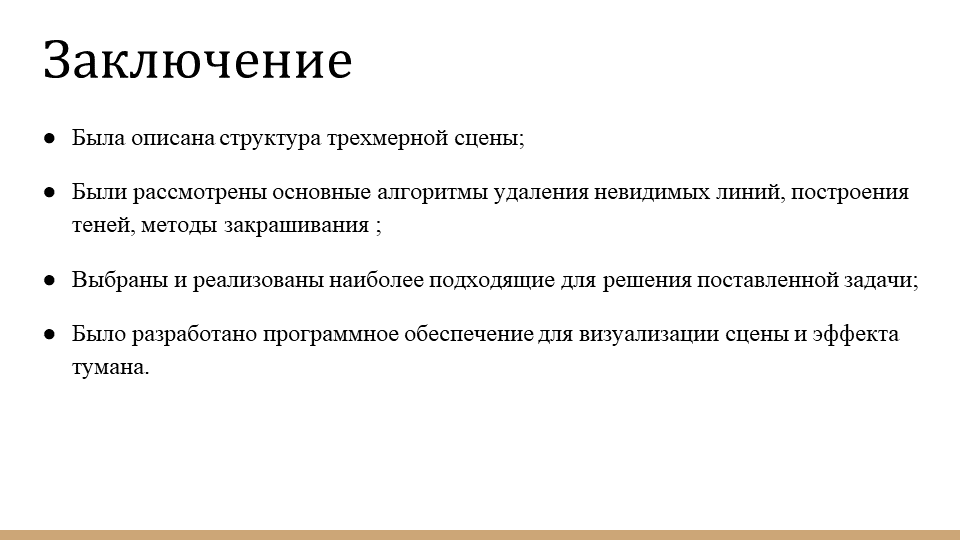 Заключение
● Была описана структура трехмерной сцены;
● Были рассмотрены основные алгоритмы удаления невидимых линий, построения
теней, методы закрашивания ;
● Выбраны и реализованы наиболее подходящие для решения поставленной задачи;
● Было разработано программное обеспечение для визуализации сцены и эффекта
тумана.